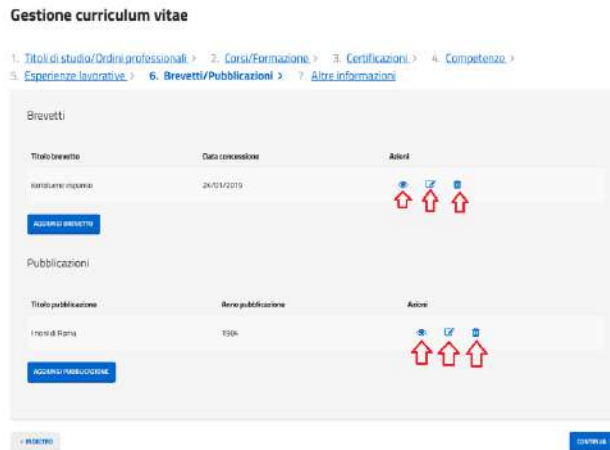 Gestione curriculum vitae
1. Titoli di studio/Ordini professionali > 2. Corsi/Formazione > 3. Certificazioni > 4. Competenze >
5. Esperienze lavorative > 6. Brevetti/Pubblicazioni > 7. Altre informazioni
Brevetti
Titolo brevetto Data concessione Azioni
espanso 24/01/2019
AGGIUNGI BREVETTO
Pubblicazioni
Titolo pubblicazione Anno pubblicazione Azioni
di Roma 1984
AGGIUNGI PUBBLICAZIONE
< INDIETRO CONTINUA